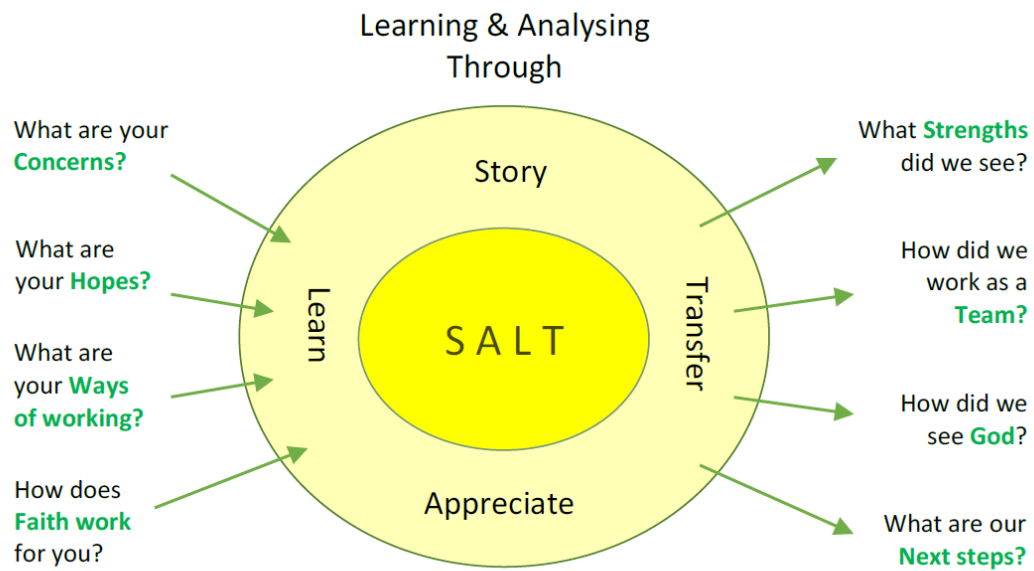 Learning & Analysing
Through
What are your
Concerns?
What are
your Hopes?
What are
your Ways
of working?
How does
Faith work
for you?
Story
Learn
S A L T
Transfer
Appreciate
What Strengths
did we see?
How did we
work as a
Team?
How did we
see God?
What are our
Next steps?